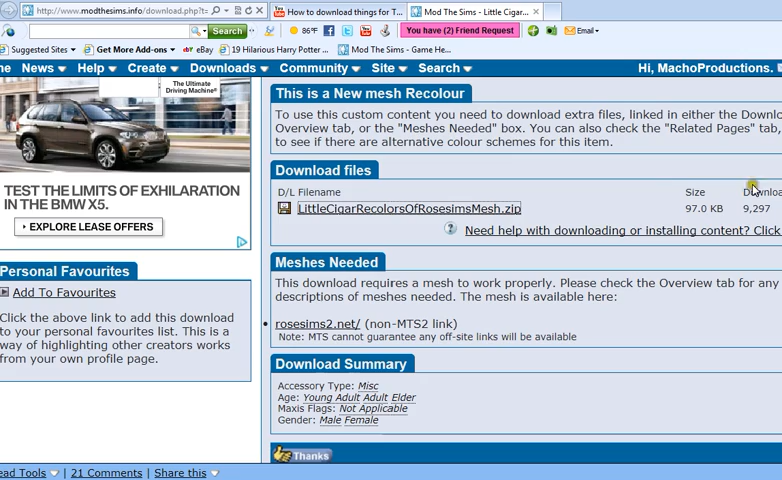 http://www.modthesims.info/download.php?t=
How to download things for T...
Mod The Sims - Little Cigar...
Search
86°F
You have (2) Friend Request
Email
Suggested Sites
Get More Add-ons
eBay
19 Hilarious Harry Potter ...
Mod The Sims - Game He...
me News Help Create Downloads Community Site Search Hi, MachoProductions.
The Ultimate
Driving Machine®
TEST THE LIMITS OF EXHILARATION
IN THE BMW X5.
EXPLORE LEASE OFFERS
Personal Favourites
Add To Favourites
Click the above link to add this download
to your personal favourites list. This is a
way of highlighting other creators works
from your own profile page.
This is a New mesh Recolour
To use this custom content you need to download extra files, linked in either the Downlo
Overview tab, or the "Meshes Needed" box. You can also check the "Related Pages" tab,
to see if there are alternative colour schemes for this item.
Download files
D/L Filename Size Downloa
LittleCigarRecolorsOfRosesimsMesh.zip 97.0 KB 9,297
Need help with downloading or installing content? Click
Meshes Needed
This download requires a mesh to work properly. Please check the Overview tab for any
descriptions of meshes needed. The mesh is available here:
• rosesims2.net/ (non-MTS2 link)
Note: MTS cannot guarantee any off-site links will be available
Download Summary
Accessory Type: Misc
Age: Young Adult Adult Elder
Maxis Flags: Not Applicable
Gender: Male Female
Thanks
ead Tools | 21 Comments | Share this